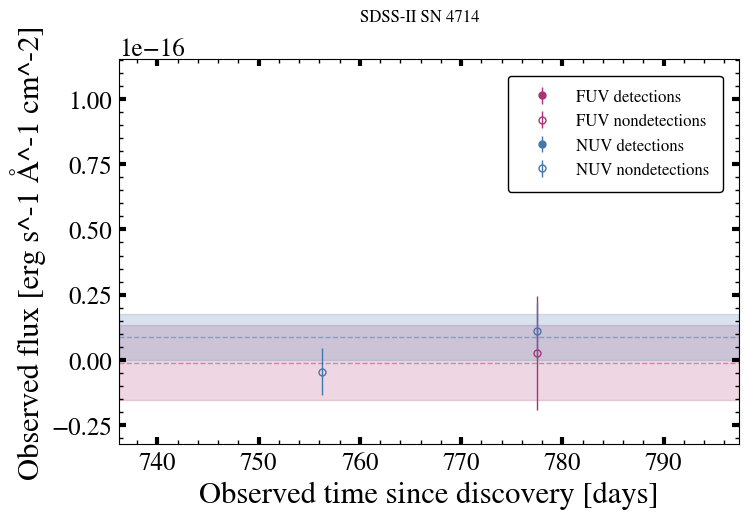 SDSS-II SN 4714
1e−16
FUV detections
FUV nondetections
NUV detections
NUV nondetections
1.00
0.75
0.50
0.25
0.00
−0.25
740 750 760 770 780 790
Observed time since discovery [days]
Observed flux [erg s^-1 Å^-1 cm^-2]